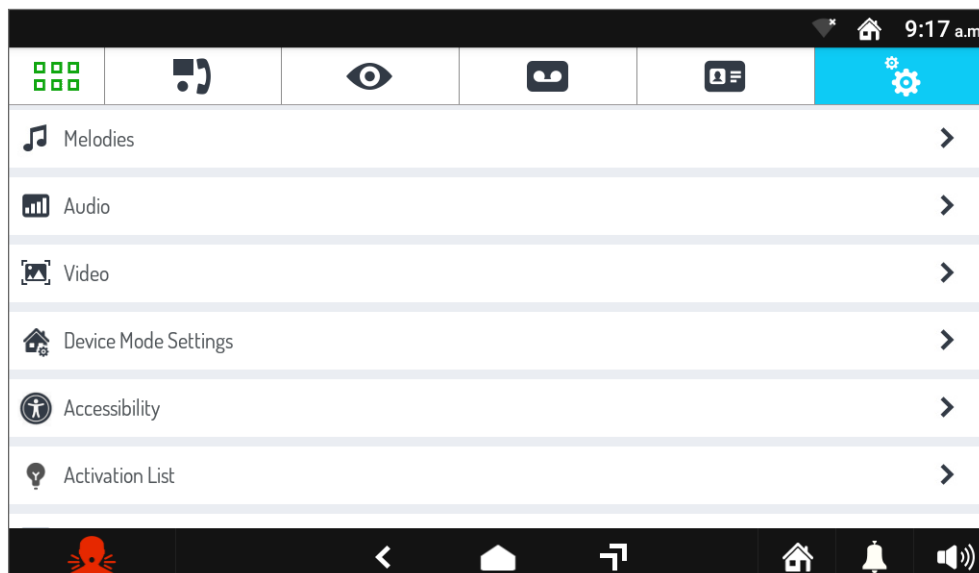 9:17 a.m
Melodies
Audio
Video
Device Mode Settings
Accessibility
Activation List